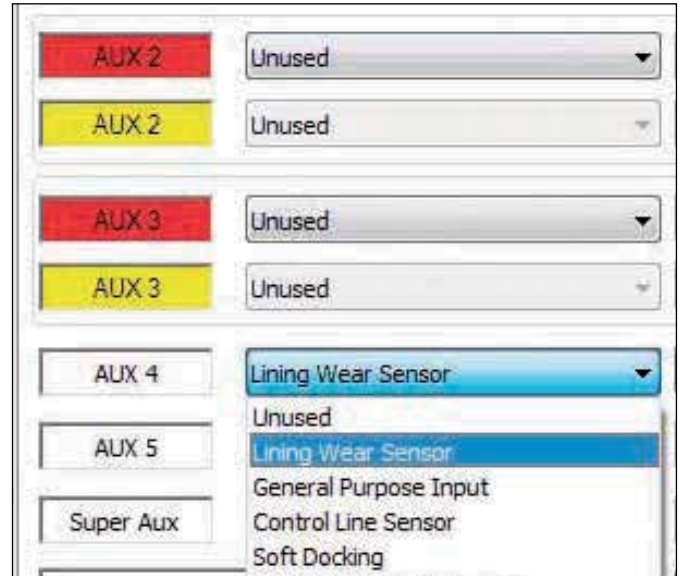 AUX 2 Unused
AUX 2 Unused
AUX 3 Unused
AUX 3 Unused
AUX 4 Lining Wear Sensor
Unused
AUX 5 Lining Wear Sensor
General Purpose Input
Super Aux Control Line Sensor
Soft Docking